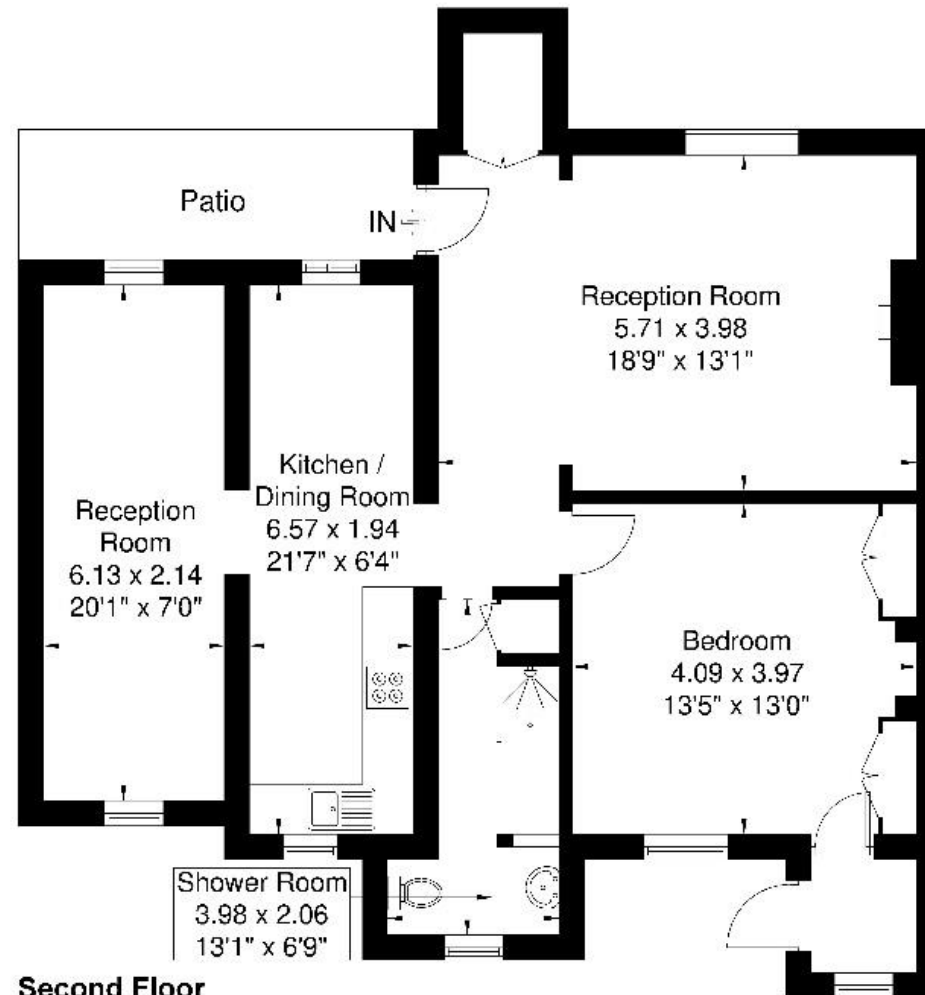 Patio
IN
Reception Room
5.71 x 3.98
18'9" x 13'1"
Kitchen /
Dining Room
6.57 x 1.94
21'7" x 6'4"
Reception
Room
6.13 x 2.14
20'1" x 7'0"
Bedroom
4.09 x 3.97
13'5" x 13'0"
Shower Room
3.98 x 2.06
13'1" x 6'9"
Second Floor